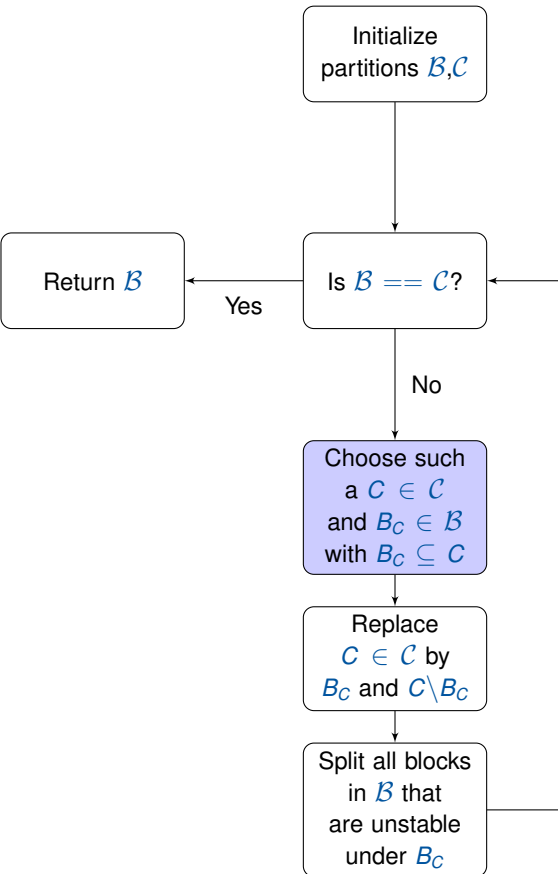 Initialize
partitions ℬ,𝒞
Return ℬ
Is ℬ == 𝒞?
Yes
No
Choose such
a C ∈ 𝒞
and B_C ∈ ℬ
with B_C ⊆ C
Replace
C ∈ 𝒞 by
B_C and C\B_C
Split all blocks
in ℬ that
are unstable
under B_C